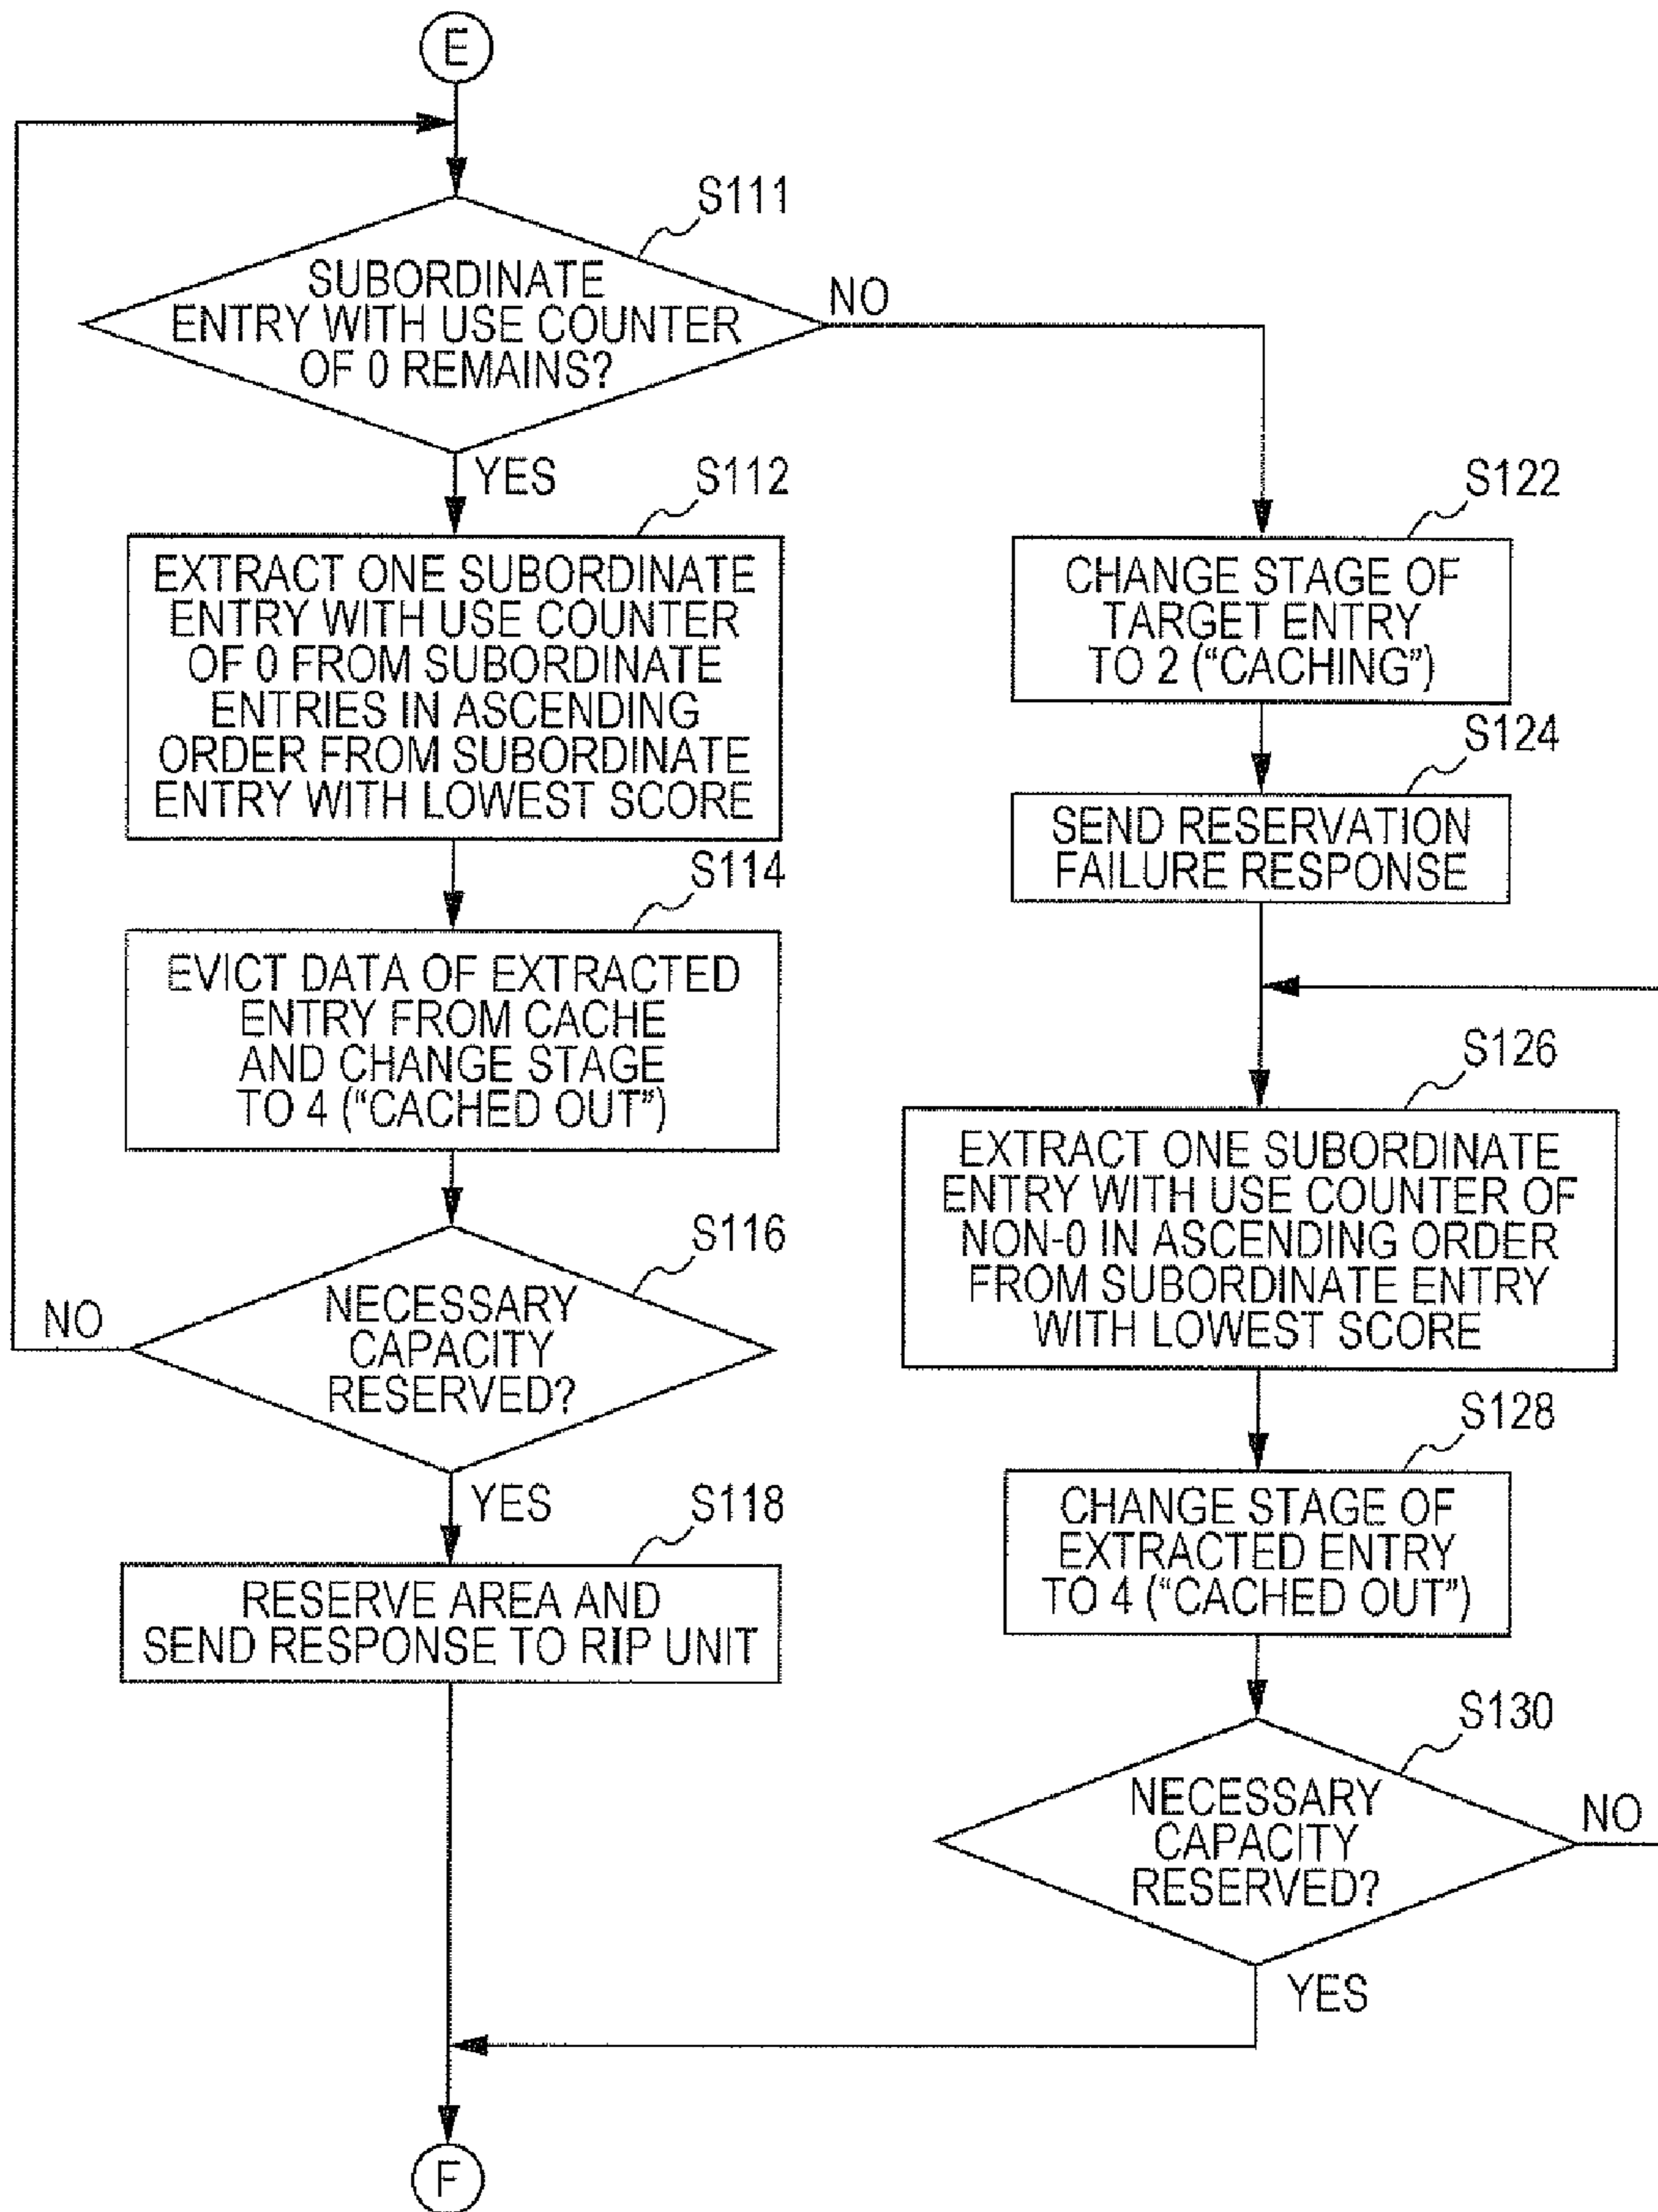 E
S111
SUBORDINATE
ENTRY WITH USE COUNTER
OF 0 REMAINS?
NO
YES
S112
EXTRACT ONE SUBORDINATE
ENTRY WITH USE COUNTER
OF 0 FROM SUBORDINATE
ENTRIES IN ASCENDING
ORDER FROM SUBORDINATE
ENTRY WITH LOWEST SCORE
S114
EVICT DATA OF EXTRACTED
ENTRY FROM CACHE
AND CHANGE STAGE
TO 4 (“CACHED OUT”)
S116
NECESSARY
CAPACITY
RESERVED?
NO
YES
S118
RESERVE AREA AND
SEND RESPONSE TO RIP UNIT
S122
CHANGE STAGE OF
TARGET ENTRY
TO 2 (“CACHING”)
S124
SEND RESERVATION
FAILURE RESPONSE
S126
EXTRACT ONE SUBORDINATE
ENTRY WITH USE COUNTER OF
NON-0 IN ASCENDING ORDER
FROM SUBORDINATE ENTRY
WITH LOWEST SCORE
S128
CHANGE STAGE OF
EXTRACTED ENTRY
TO 4 (“CACHED OUT”)
S130
NECESSARY
CAPACITY
RESERVED?
NO
YES
F